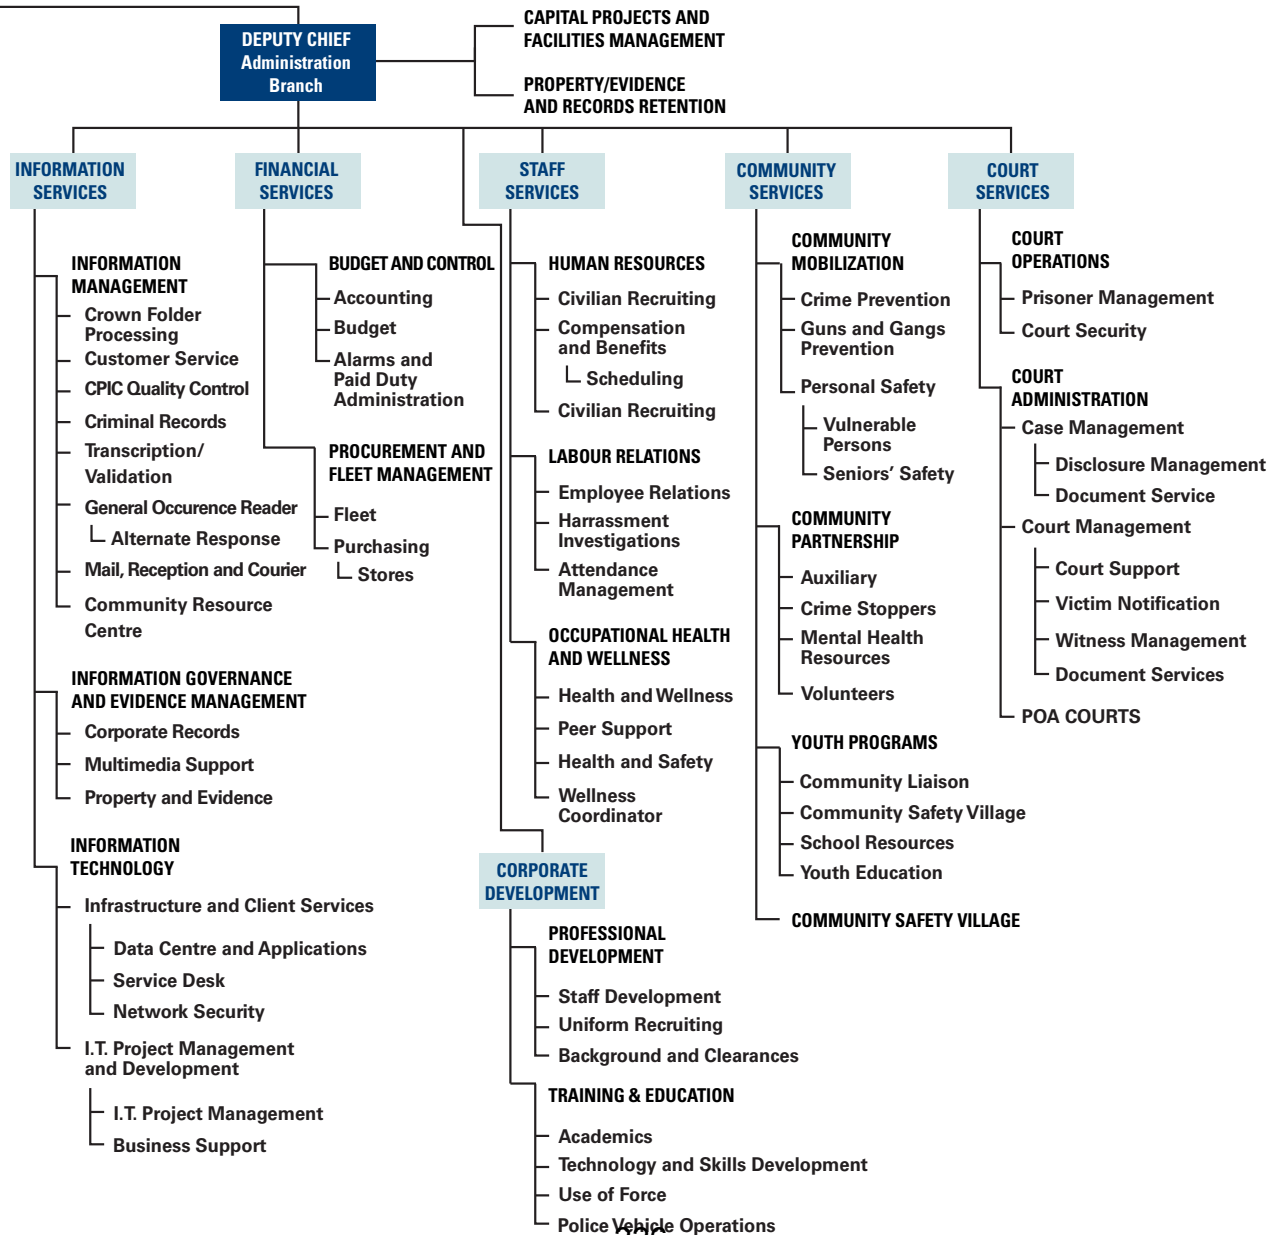 DEPUTY CHIEF
Administration
Branch
CAPITAL PROJECTS AND
FACILITIES MANAGEMENT
PROPERTY/EVIDENCE
AND RECORDS RETENTION
INFORMATION
SERVICES
INFORMATION
MANAGEMENT
Crown Folder
Processing
Customer Service
CPIC Quality Control
Criminal Records
Transcription/
Validation
General Occurence Reader
Alternate Response
Mail, Reception and Courier
Community Resource
Centre
INFORMATION GOVERNANCE
AND EVIDENCE MANAGEMENT
Corporate Records
Multimedia Support
Property and Evidence
INFORMATION
TECHNOLOGY
Infrastructure and Client Services
Data Centre and Applications
Service Desk
Network Security
I.T. Project Management
and Development
I.T. Project Management
Business Support
FINANCIAL
SERVICES
BUDGET AND CONTROL
Accounting
Budget
Alarms and
Paid Duty
Administration
PROCUREMENT AND
FLEET MANAGEMENT
Fleet
Purchasing
Stores
STAFF
SERVICES
HUMAN RESOURCES
Civilian Recruiting
Compensation
and Benefits
Scheduling
Civilian Recruiting
LABOUR RELATIONS
Employee Relations
Harrassment
Investigations
Attendance
Management
OCCUPATIONAL HEALTH
AND WELLNESS
Health and Wellness
Peer Support
Health and Safety
Wellness
Coordinator
CORPORATE
DEVELOPMENT
PROFESSIONAL
DEVELOPMENT
Staff Development
Uniform Recruiting
Background and Clearances
TRAINING & EDUCATION
Academics
Technology and Skills Development
Use of Force
Police Vehicle Operations
COMMUNITY
SERVICES
COMMUNITY
MOBILIZATION
Crime Prevention
Guns and Gangs
Prevention
Personal Safety
Vulnerable
Persons
Seniors' Safety
COMMUNITY
PARTNERSHIP
Auxiliary
Crime Stoppers
Mental Health
Resources
Volunteers
YOUTH PROGRAMS
Community Liaison
Community Safety Village
School Resources
Youth Education
COMMUNITY SAFETY VILLAGE
COURT
SERVICES
COURT
OPERATIONS
Prisoner Management
Court Security
COURT
ADMINISTRATION
Case Management
Disclosure Management
Document Service
Court Management
Court Support
Victim Notification
Witness Management
Document Services
POA COURTS